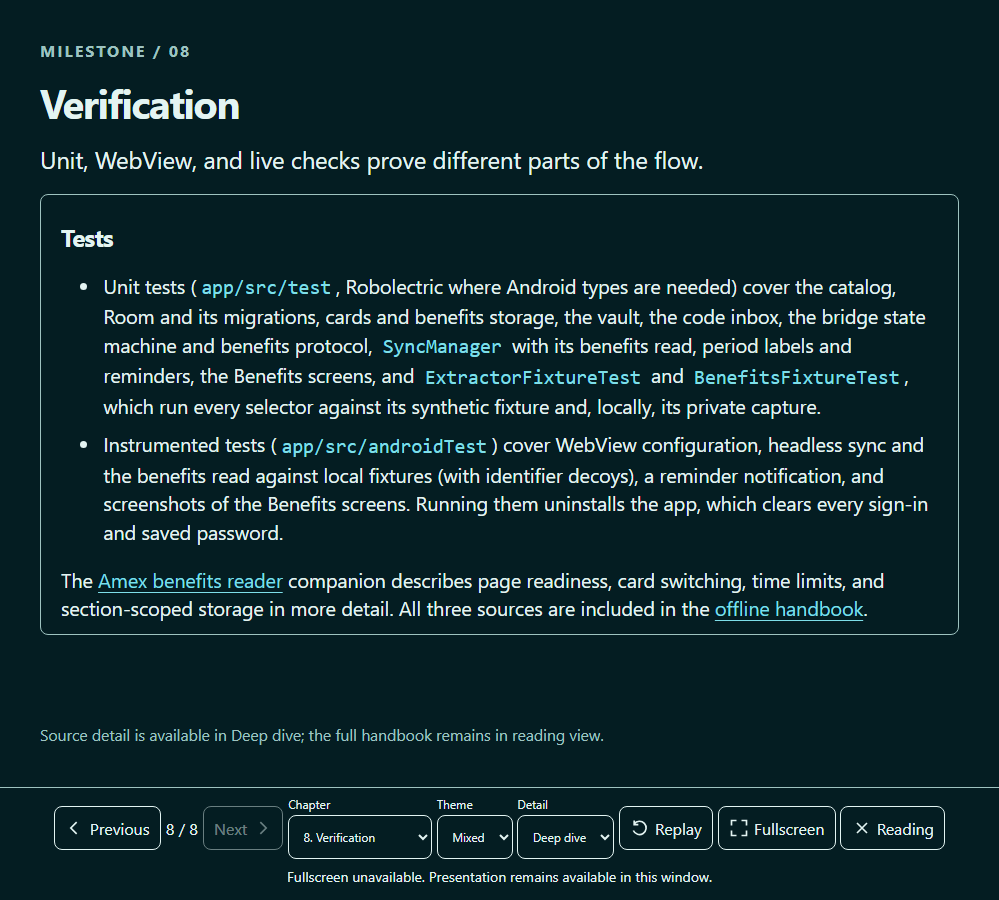 MILESTONE / 08
Verification
Unit, WebView, and live checks prove different parts of the flow.
Tests
• Unit tests ( app/src/test , Robolectric where Android types are needed) cover the catalog,
Room and its migrations, cards and benefits storage, the vault, the code inbox, the bridge state
machine and benefits protocol, SyncManager with its benefits read, period labels and
reminders, the Benefits screens, and ExtractorFixtureTest and BenefitsFixtureTest ,
which run every selector against its synthetic fixture and, locally, its private capture.
• Instrumented tests ( app/src/androidTest ) cover WebView configuration, headless sync and
the benefits read against local fixtures (with identifier decoys), a reminder notification, and
screenshots of the Benefits screens. Running them uninstalls the app, which clears every sign-in
and saved password.
The Amex benefits reader companion describes page readiness, card switching, time limits, and
section-scoped storage in more detail. All three sources are included in the offline handbook.
Source detail is available in Deep dive; the full handbook remains in reading view.
Chapter Theme Detail
Previous 8 / 8 Next 8. Verification Mixed Deep dive Replay Fullscreen Reading
Fullscreen unavailable. Presentation remains available in this window.